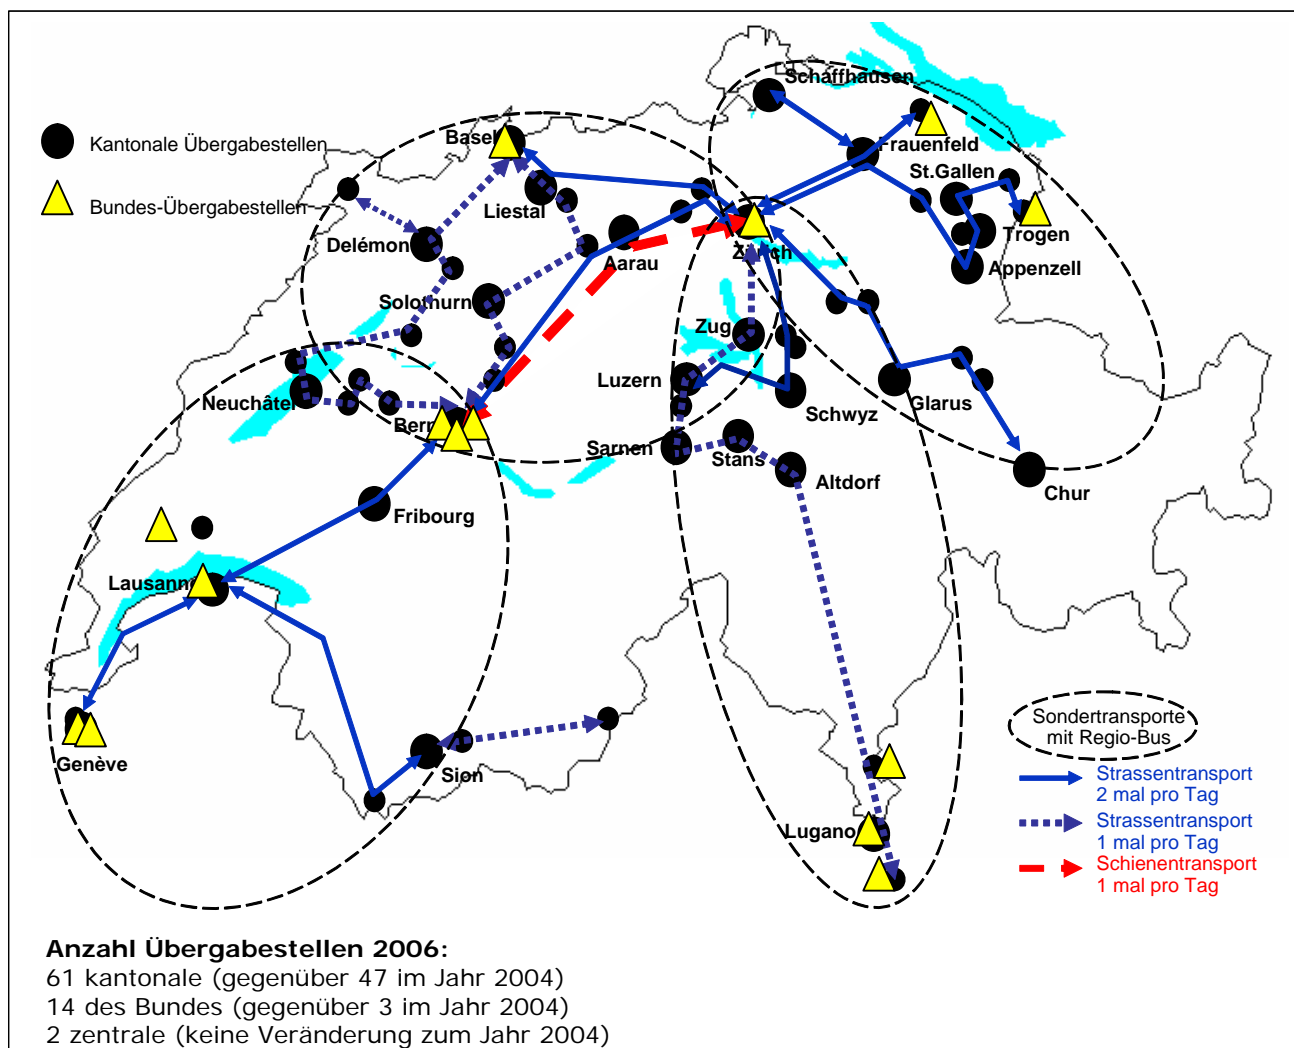 Schaffhausen
Kantonale Übergabestellen
Basel
Frauenfeld
St.Gallen
Bundes-Übergabestellen
Liestal
Delémon
Aarau
Zürich
Trogen
Appenzell
Solothurn
Zug
Luzern
Neuchâtel
Schwyz
Glarus
Bern
Sarnen
Stans
Altdorf
Chur
Fribourg
Lausanne
Sondertransporte
mit Regio-Bus
Genève
Sion
Strassentransport
2 mal pro Tag
Lugano
Strassentransport
1 mal pro Tag
Schienentransport
1 mal pro Tag
Anzahl Übergabestellen 2006:
61 kantonale (gegenüber 47 im Jahr 2004)
14 des Bundes (gegenüber 3 im Jahr 2004)
2 zentrale (keine Veränderung zum Jahr 2004)